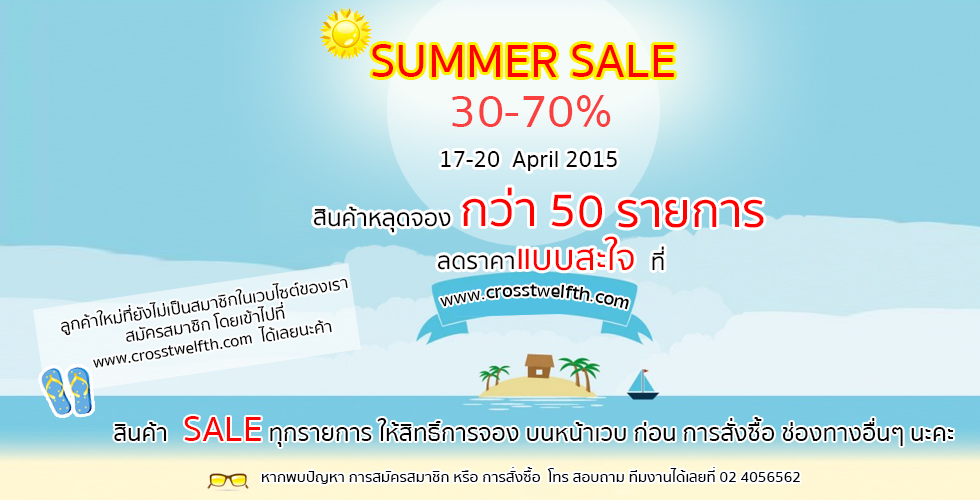 SUMMER SALE
30-70%
17-20 April 2015
สินค้าหลุดจอง กว่า 50 รายการ
ลดราคาแบบสะใจ ที่
www.crosstwelfth.com
ลูกค้าใหม่ที่ยังไม่เป็นสมาชิกในเวบไซต์ของเรา
สมัครสมาชิก โดยเข้าไปที่
www.crosstwelfth.com ได้เลยนะค้า
สินค้า SALE ทุกรายการ ให้สิทธิ์การจอง บนหน้าเวบ ก่อน การสั่งซื้อ ช่องทางอื่นๆ นะคะ
หากพบปัญหา การสมัครสมาชิก หรือ การสั่งซื้อ โทร สอบถาม ทีมงานได้เลยที่ 02 4056562